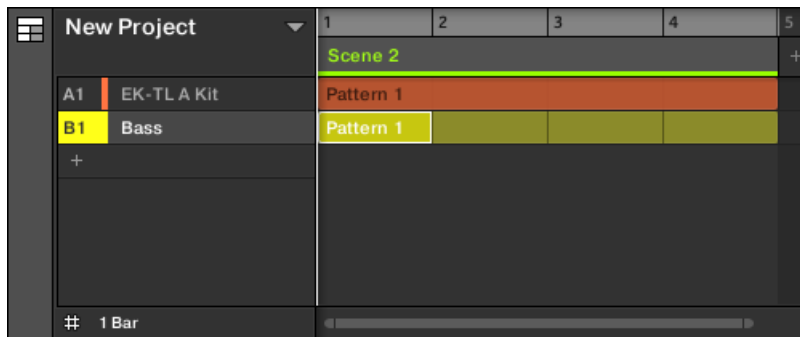 New Project
1 2 3 4 5
Scene 2 +
A1 EK-TL A Kit Pattern 1
B1 Bass Pattern 1
+
# 1 Bar